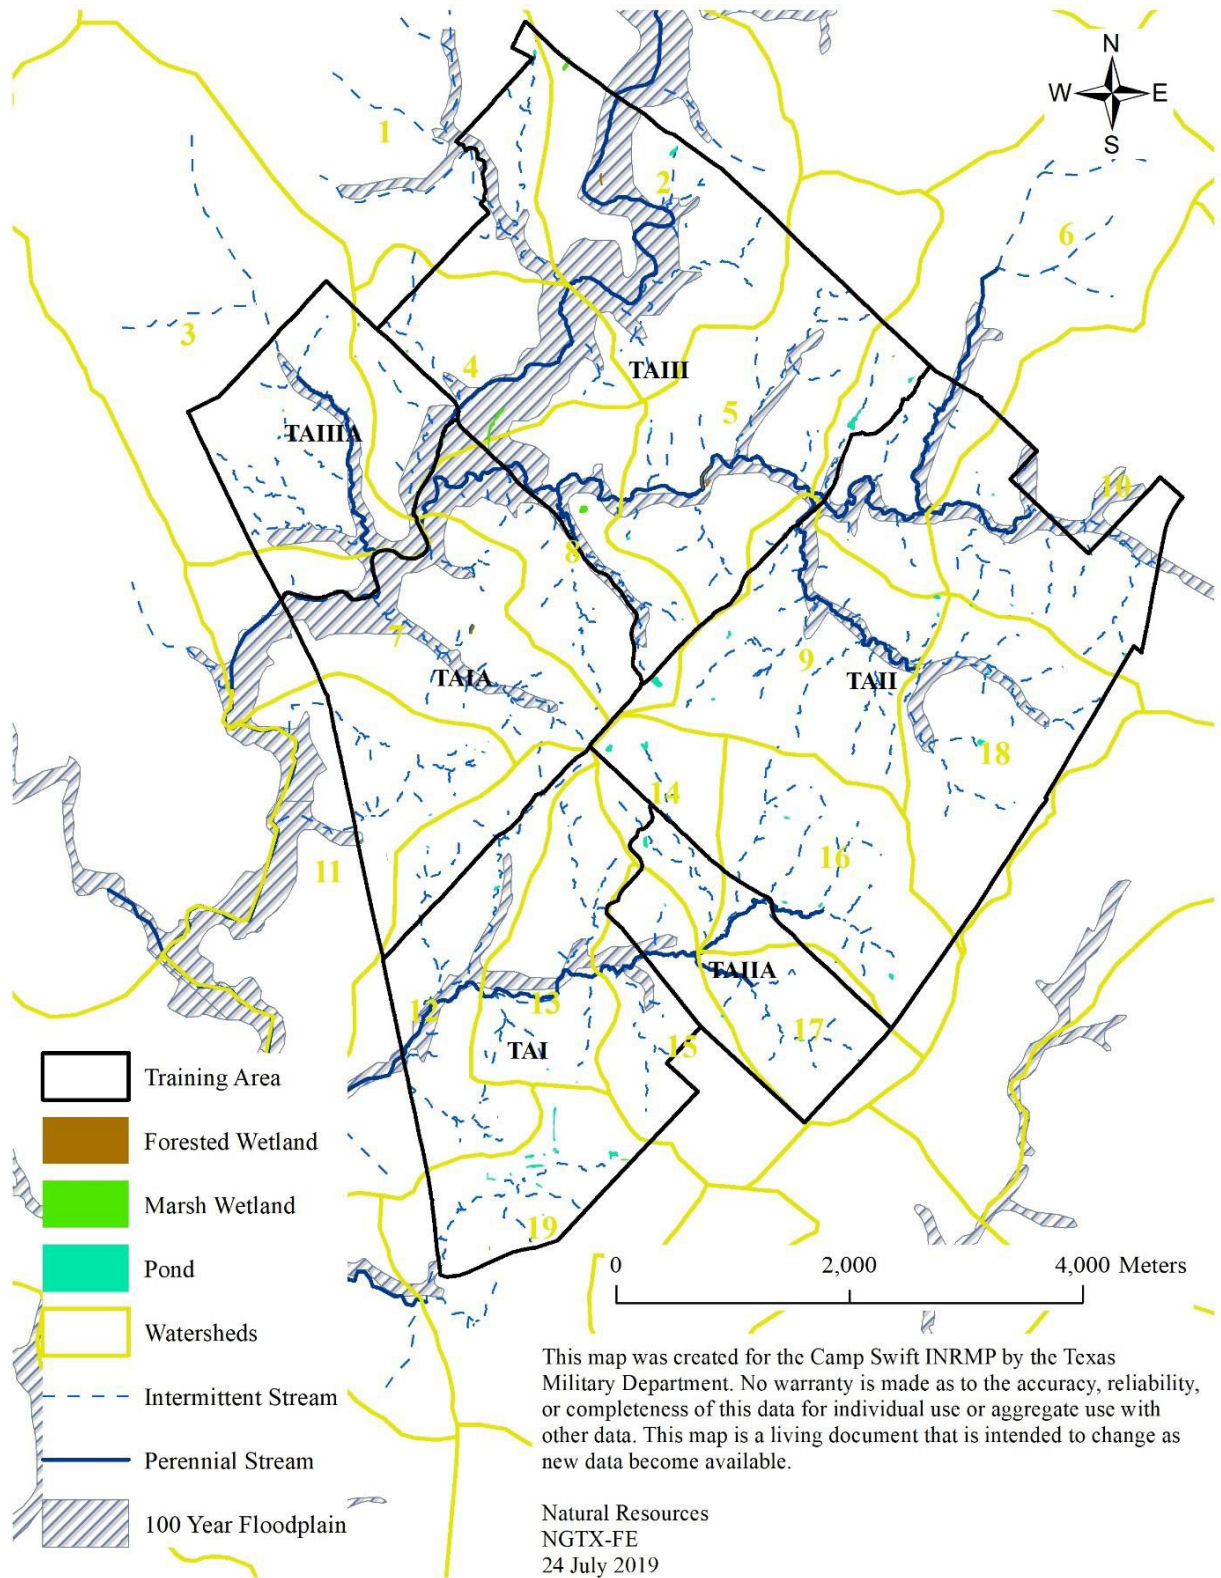 N
W E
S
1
2
6
3
4
TAIII
5
TAIIIA
10
8
7
9
TAIA
TAII
18
14
11
16
TAIIA
12
13
17
TAI
15
19
Training Area
Forested Wetland
Marsh Wetland
Pond
Watersheds
Intermittent Stream
Perennial Stream
100 Year Floodplain
0 2,000 4,000 Meters
This map was created for the Camp Swift INRMP by the Texas
Military Department. No warranty is made as to the accuracy, reliability,
or completeness of this data for individual use or aggregate use with
other data. This map is a living document that is intended to change as
new data become available.
Natural Resources
NGTX-FE
24 July 2019